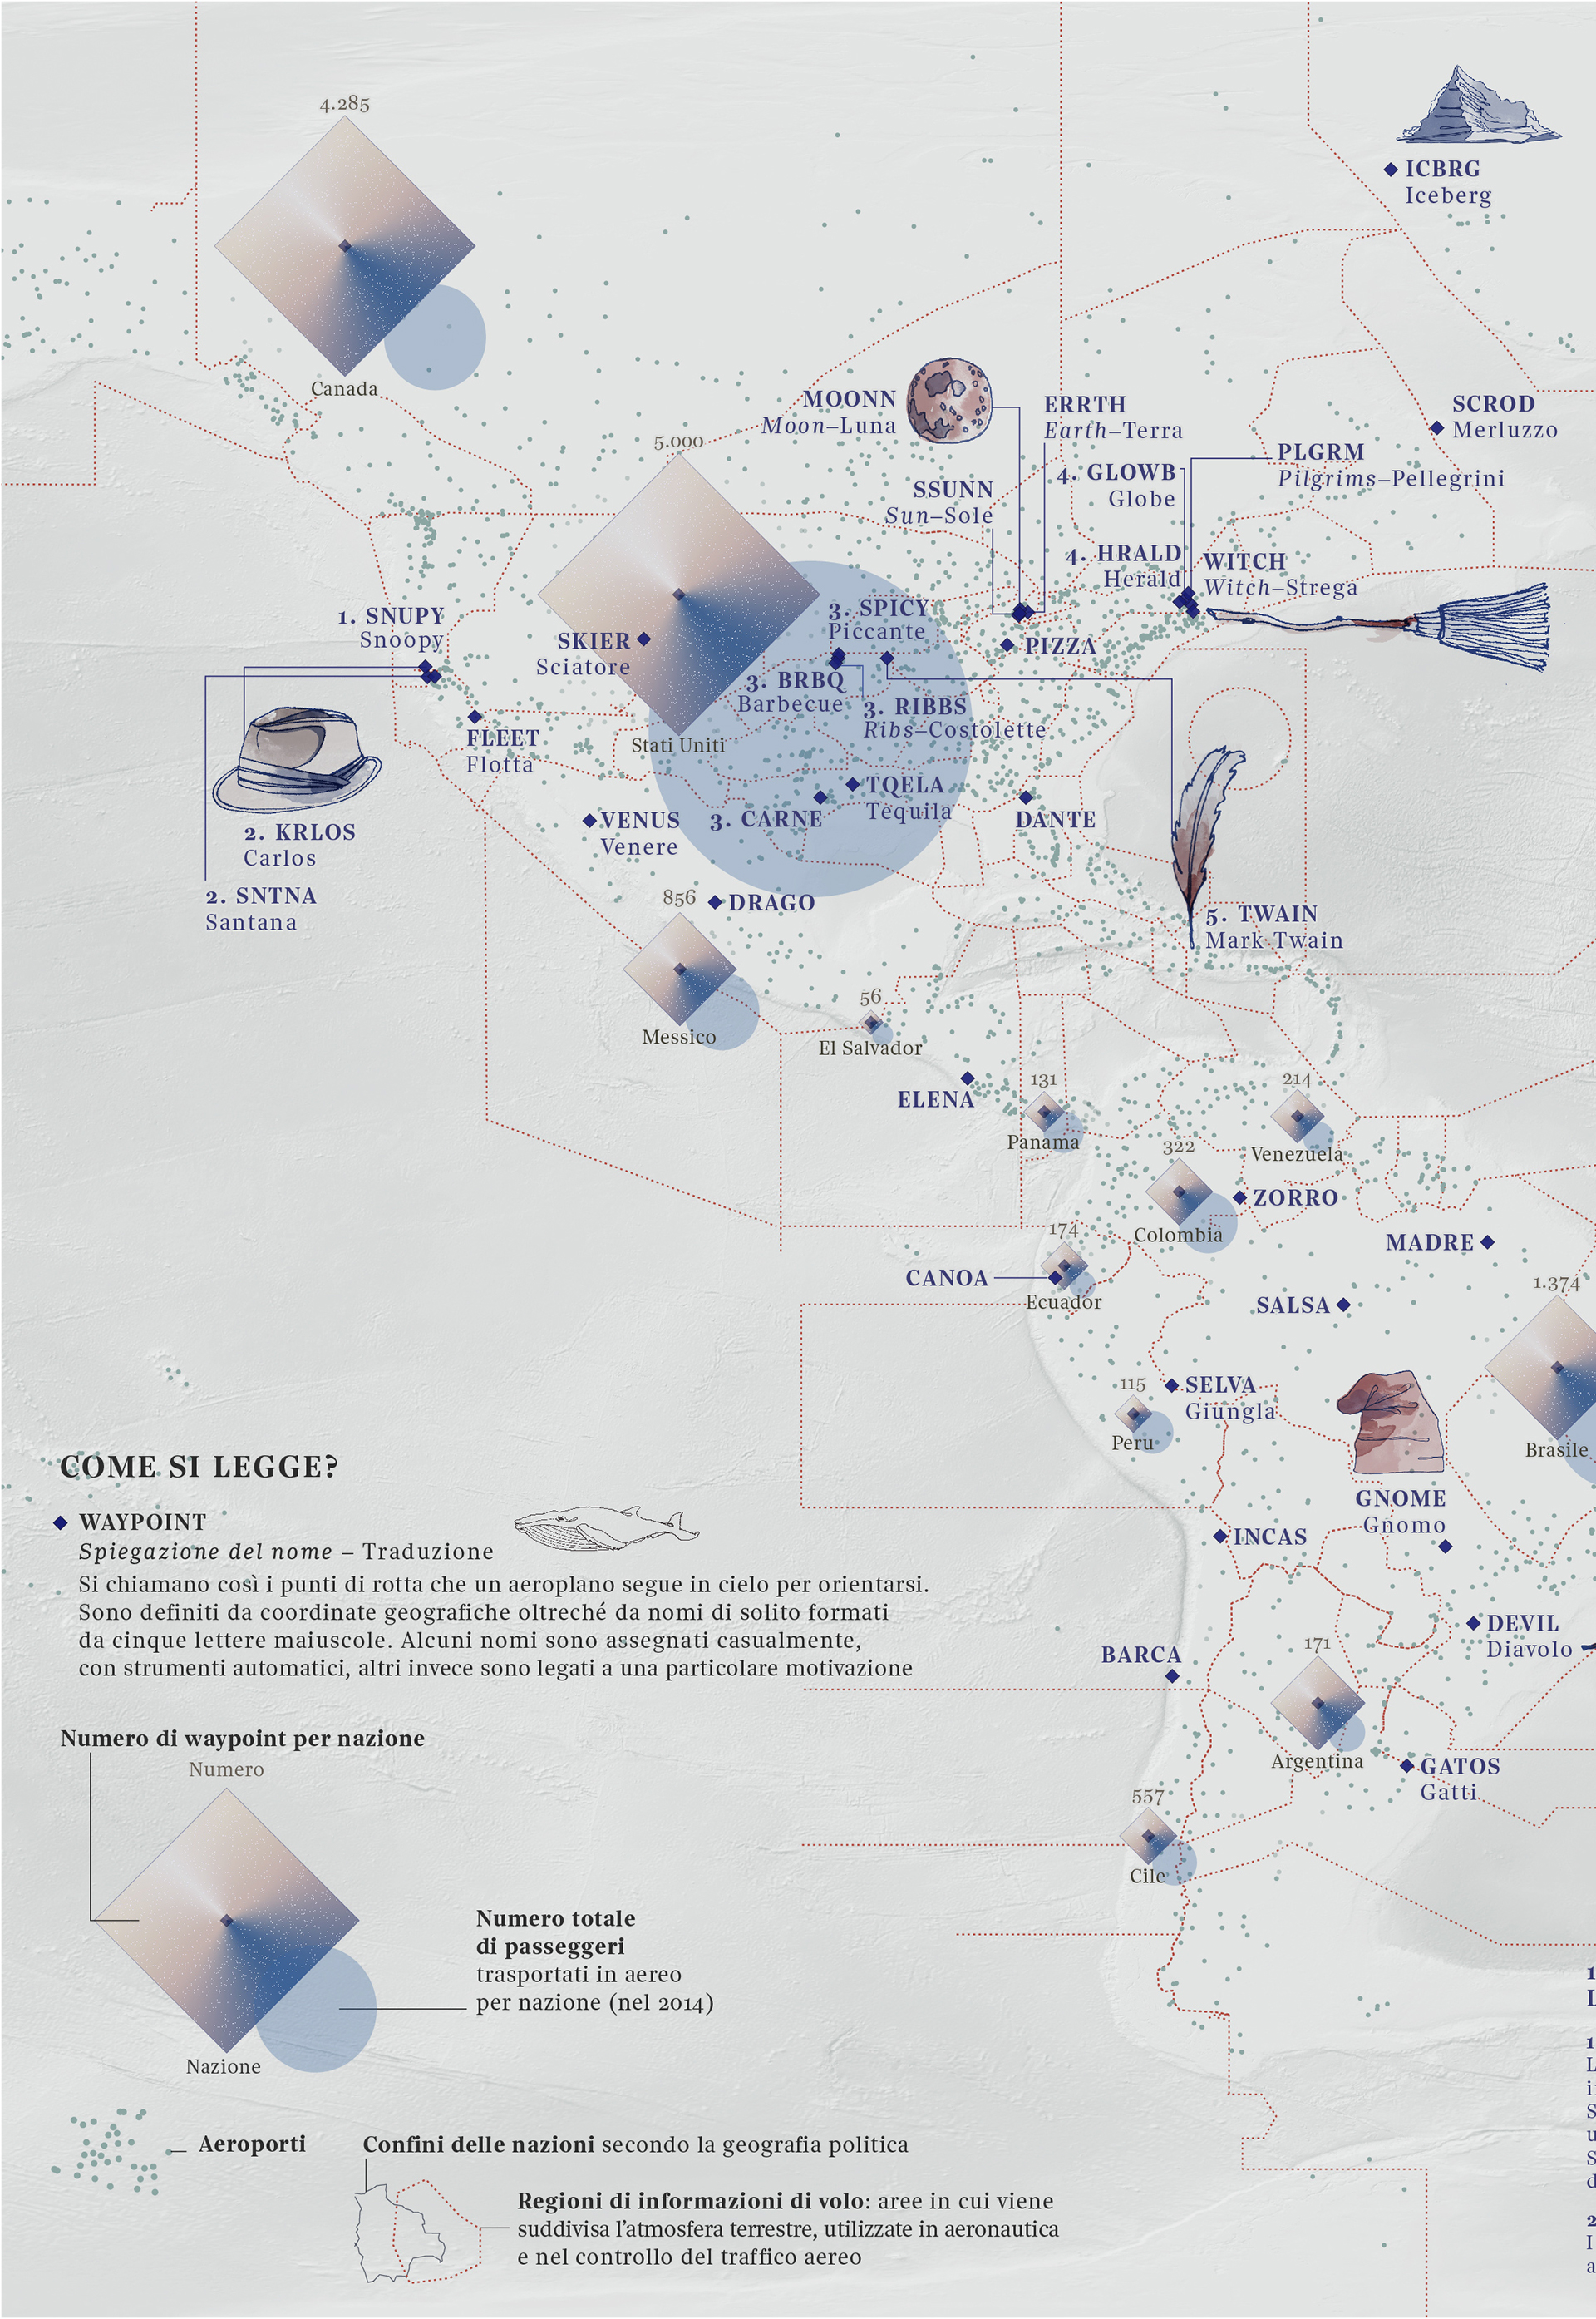 4.285
Canada
ICBRG
Iceberg
MOONN
Moon–Luna
ERRTH
Earth–Terra
SCROD
Merluzzo
5.000
4. GLOWB
Globe
PLGRM
Pilgrims–Pellegrini
SSUNN
Sun–Sole
4. HRALD
Herald
WITCH
Witch–Strega
1. SNUPY
Snoopy
SKIER
Sciatore
3. SPICY
Piccante
PIZZA
3. BRBQ
Barbecue
3. RIBBS
Ribs–Costolette
FLEET
Flotta
Stati Uniti
TQELA
Tequila
VENUS
Venere
3. CARNE
DANTE
2. KRLOS
Carlos
2. SNTNA
Santana
856
DRAGO
5. TWAIN
Mark Twain
Messico
56
El Salvador
ELENA
131
Panama
214
Venezuela
322
Colombia
ZORRO
MADRE
174
CANOA
Ecuador
SALSA
1.374
Brasile
115
Peru
SELVA
Giungla
GNOME
Gnomo
INCAS
DEVIL
Diavolo
BARCA
171
Argentina
GATOS
Gatti
557
Cile
COME SI LEGGE?
WAYPOINT
Spiegazione del nome – Traduzione
Si chiamano così i punti di rotta che un aeroplano segue in cielo per orientarsi.
Sono definiti da coordinate geografiche oltreché da nomi di solito formati
da cinque lettere maiuscole. Alcuni nomi sono assegnati casualmente,
con strumenti automatici, altri invece sono legati a una particolare motivazione
Numero di waypoint per nazione
Numero
Nazione
Numero totale
di passeggeri
trasportati in aereo
per nazione (nel 2014)
Aeroporti
Confini delle nazioni secondo la geografia politica
Regioni di informazioni di volo: aree in cui viene
suddivisa l'atmosfera terrestre, utilizzate in aeronautica
e nel controllo del traffico aereo